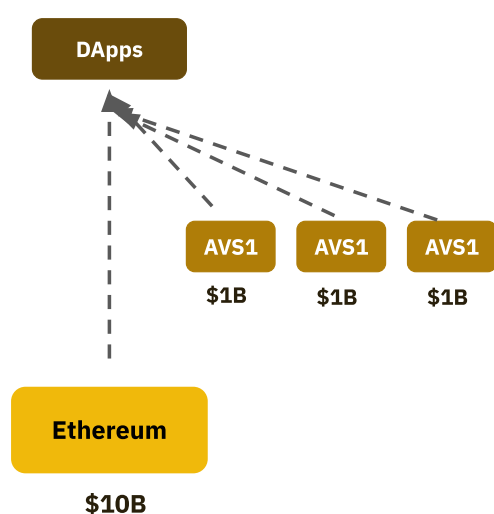 DApps
AVS1 AVS1 AVS1
$1B $1B $1B
Ethereum
$10B